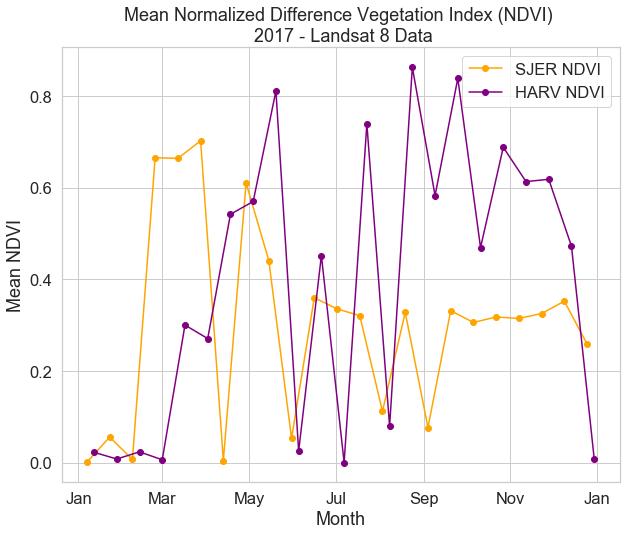 Mean Normalized Difference Vegetation Index (NDVI)
2017 - Landsat 8 Data
SJER NDVI
HARV NDVI
0.8
0.6
0.4
0.2
0.0
Mean NDVI
Jan Mar May Jul Sep Nov Jan
Month